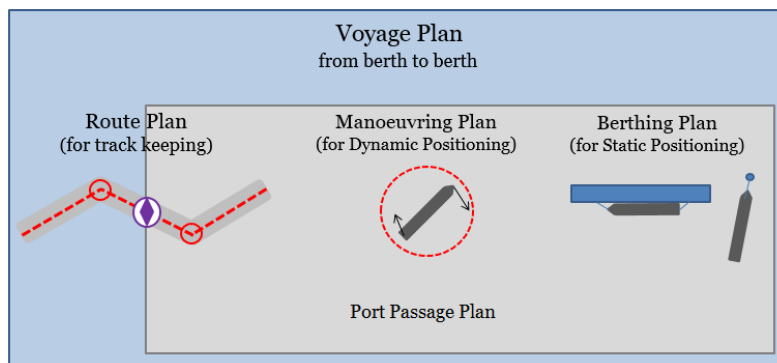 Voyage Plan
from berth to berth
Route Plan
(for track keeping)
Manoeuvring Plan
(for Dynamic Positioning)
Berthing Plan
(for Static Positioning)
Port Passage Plan